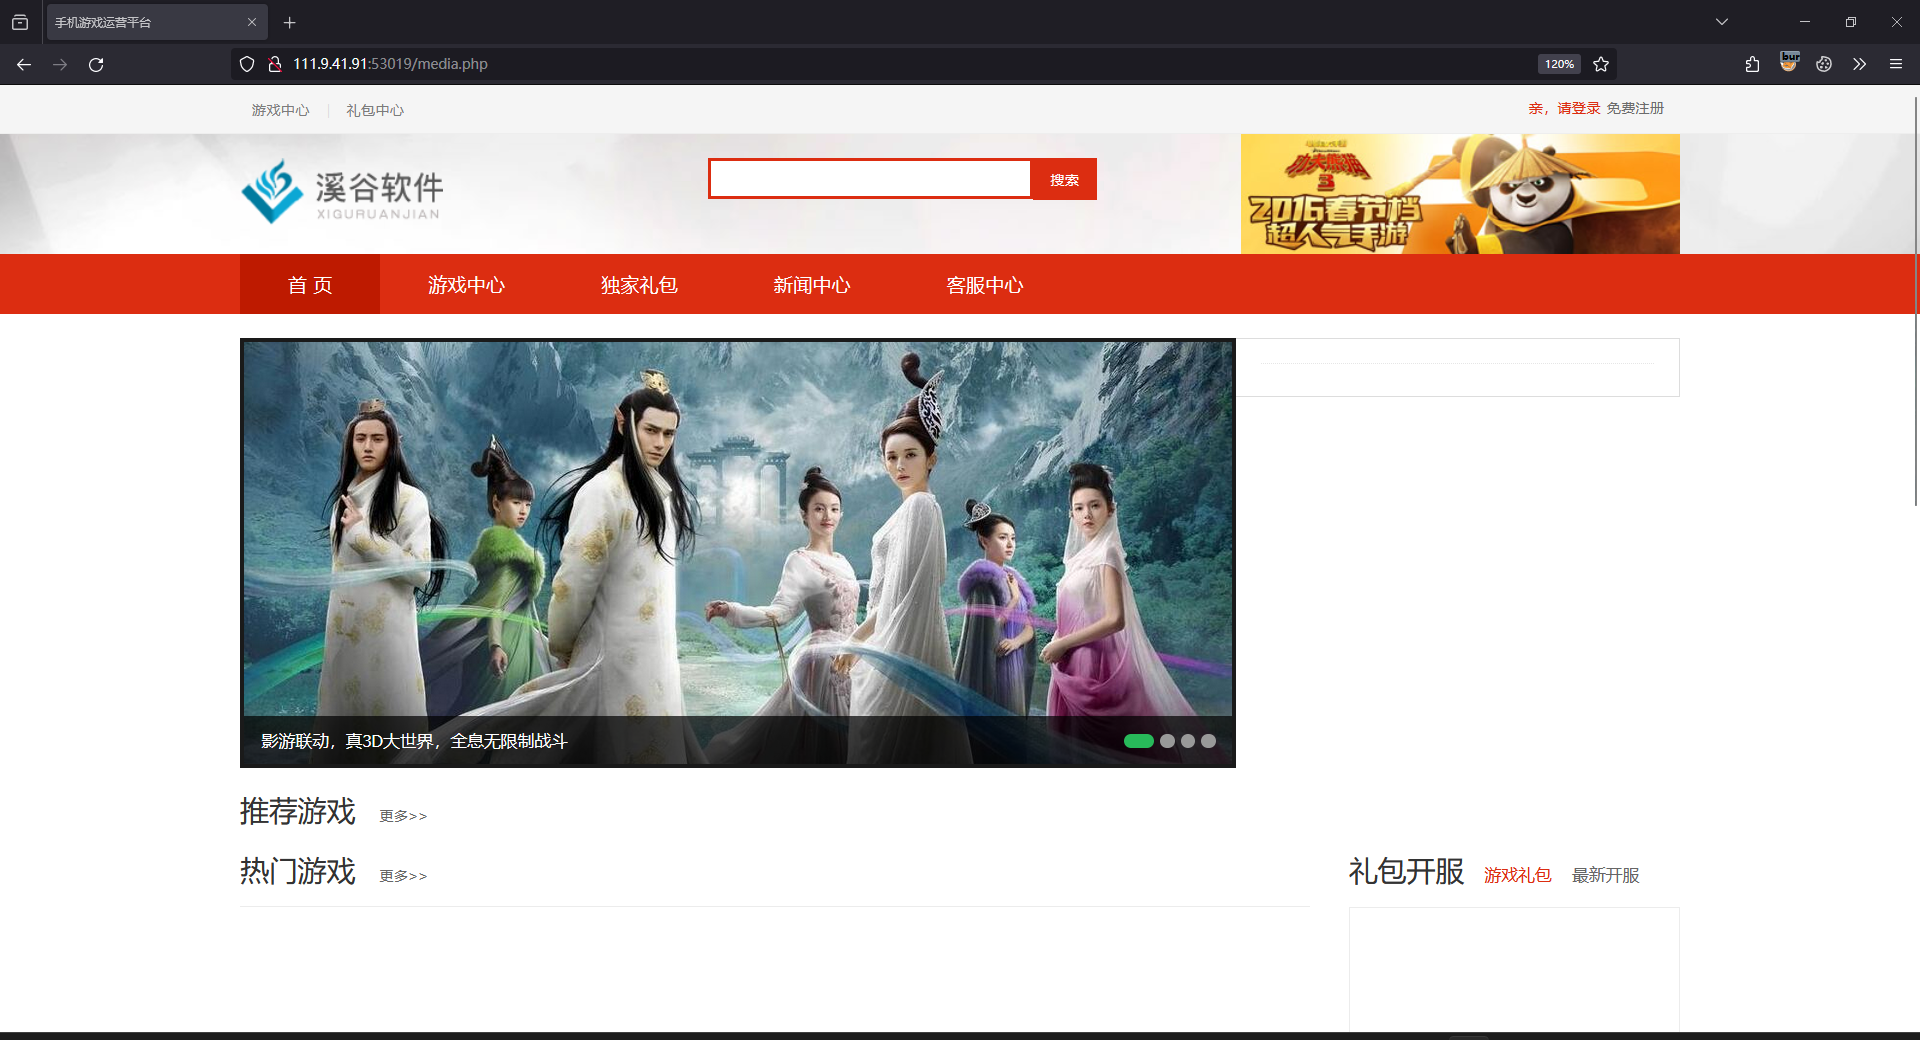 手机游戏运营平台
111.9.41.91:53019/media.php
120%
游戏中心
礼包中心
亲，请登录 免费注册
溪谷软件
XIGURUANJIAN
搜索
功夫熊猫
3
2016春节档
超人气手游
首 页
游戏中心
独家礼包
新闻中心
客服中心
影游联动，真3D大世界，全息无限制战斗
推荐游戏
更多>>
热门游戏
更多>>
礼包开服
游戏礼包
最新开服